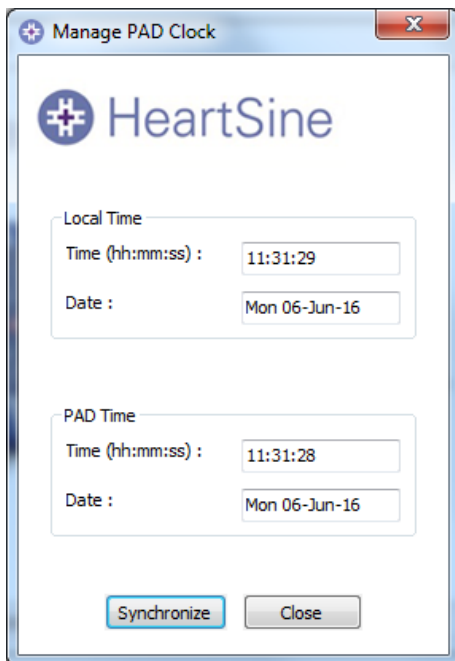 Manage PAD Clock
X
HeartSine
Local Time
Time (hh:mm:ss) : 11:31:29
Date : Mon 06-Jun-16
PAD Time
Time (hh:mm:ss) : 11:31:28
Date : Mon 06-Jun-16
Synchronize Close